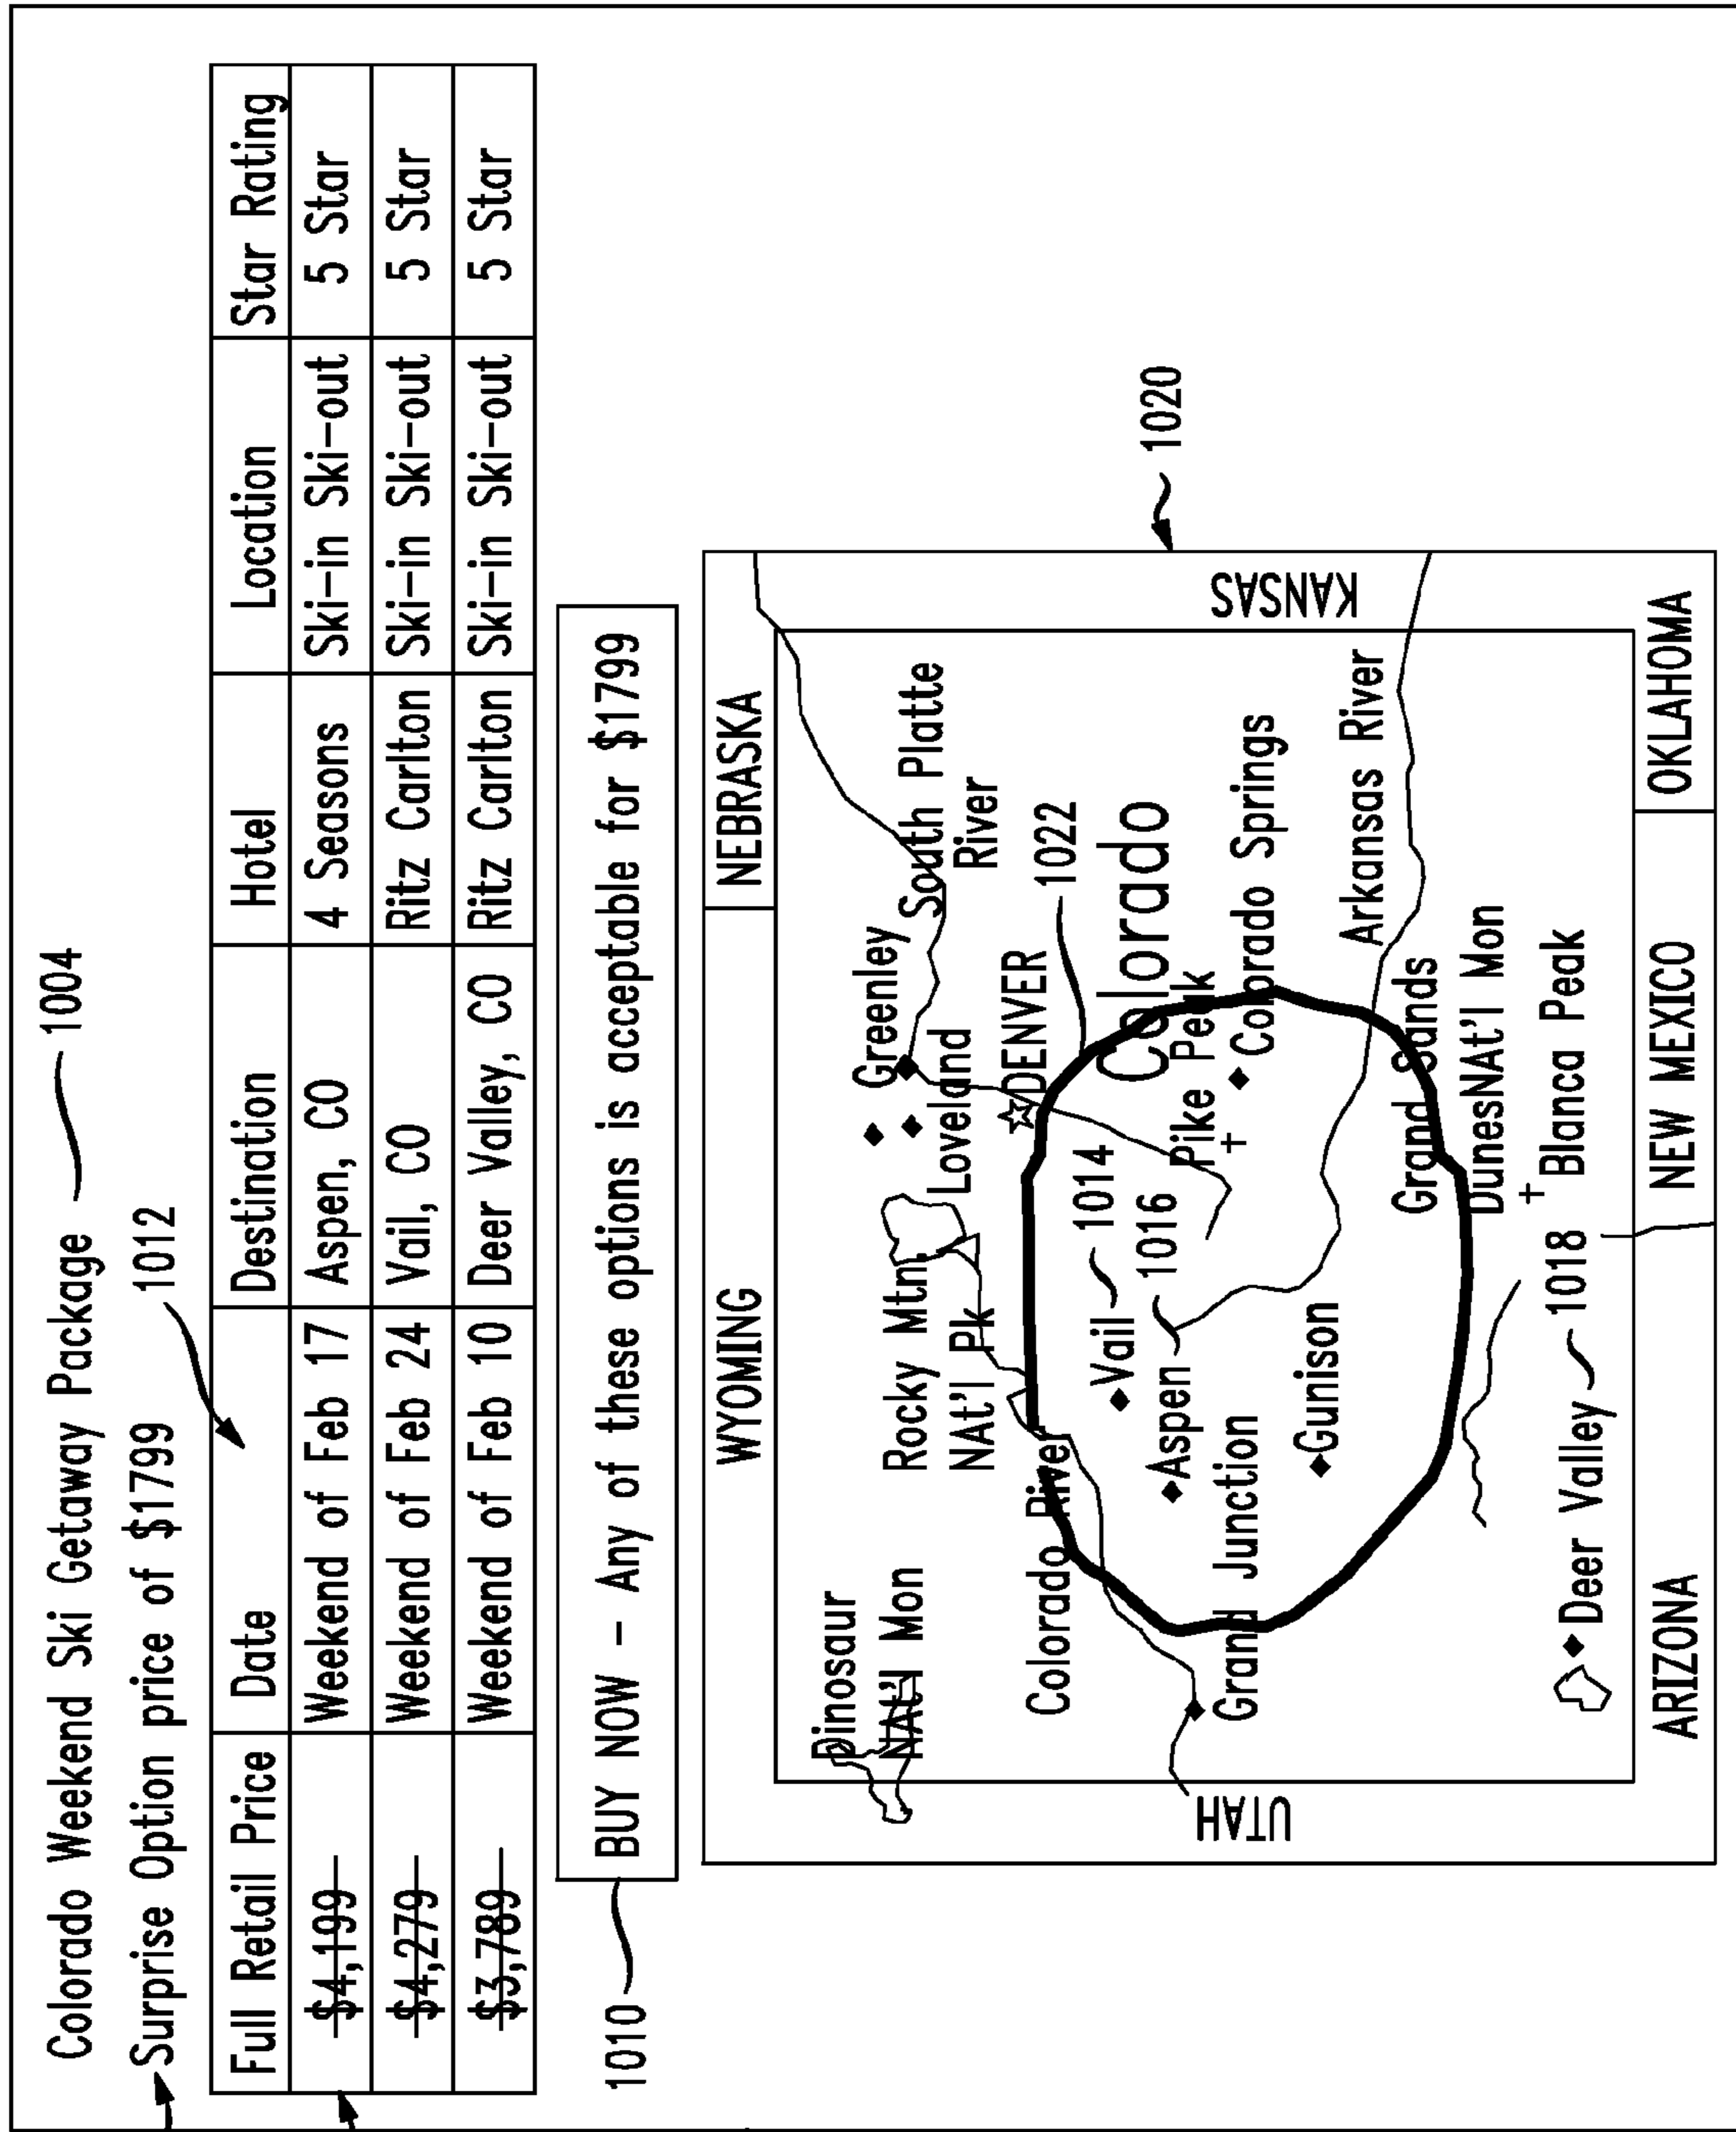 Colorado Weekend Ski Getaway Package 1004
Surprise Option price of $1799 1012
Full Retail Price Date Destination Hotel Location Star Rating
$4,199 Weekend of Feb 17 Aspen, CO 4 Seasons Ski-in Ski-out 5 Star
$4,279 Weekend of Feb 24 Vail, CO Ritz Carlton Ski-in Ski-out 5 Star
$3,789 Weekend of Feb 10 Deer Valley, CO Ritz Carlton Ski-in Ski-out 5 Star
1010 BUY NOW - Any of these options is acceptable for $1799
WYOMING NEBRASKA
Dinosaur
NAt'l Mon
Rocky Mtn.
NAt'l Pk
Greenley
Loveland
South Platte
River
DENVER
1022
Colorado River
Vail 1014
Colorado
Aspen 1016
Pike Peak
Grand Junction
Colorado Springs
Gunison
Arkansas River
Grand Sands
DunesNAt'l Mon
Blanca Peak
Deer Valley 1018
UTAH
KANSAS
1020
ARIZONA NEW MEXICO OKLAHOMA